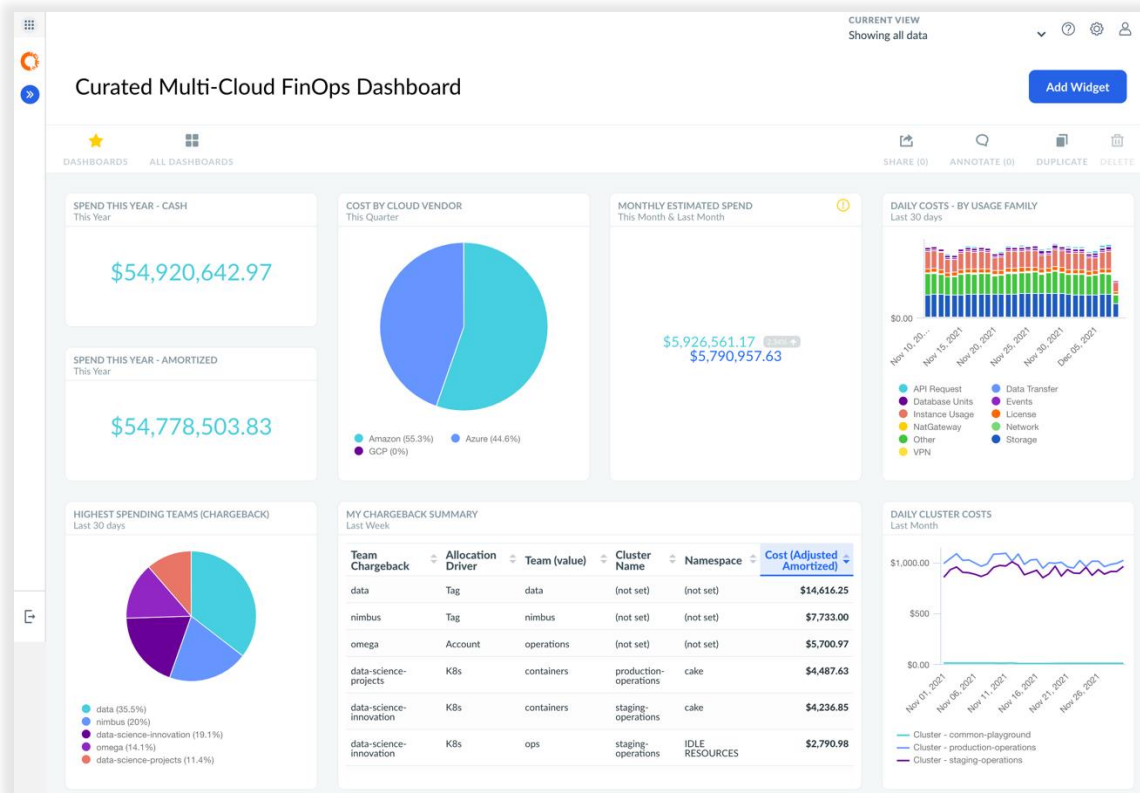 CURRENT VIEW
Showing all data
Curated Multi-Cloud FinOps Dashboard
Add Widget
DASHBOARDS
ALL DASHBOARDS
SHARE (0)
ANNOTATE (0)
DUPLICATE
DELETE
SPEND THIS YEAR - CASH
This Year
$54,920,642.97
SPEND THIS YEAR - AMORTIZED
This Year
$54,778,503.83
COST BY CLOUD VENDOR
This Quarter
Amazon (55.3%) Azure (44.6%)
GCP (0%)
MONTHLY ESTIMATED SPEND
This Month & Last Month
$5,926,561.17 2.34%
$5,790,957.63
DAILY COSTS - BY USAGE FAMILY
Last 30 days
$0.00
Nov 10, 20...
Nov 15, 2021
Nov 20, 2021
Nov 25, 2021
Nov 30, 2021
Dec 05, 2021
API Request Data Transfer
Database Units Events
Instance Usage License
NatGateway Network
Other Storage
VPN
HIGHEST SPENDING TEAMS (CHARGEBACK)
Last 30 days
data (35.5%)
nimbus (20%)
data-science-innovation (19.1%)
omega (14.1%)
data-science-projects (11.4%)
MY CHARGEBACK SUMMARY
Last Week
Team Chargeback Allocation Driver Team (value) Cluster Name Namespace Cost (Adjusted Amortized)
data Tag data (not set) (not set) $14,616.25
nimbus Tag nimbus (not set) (not set) $7,733.00
omega Account operations (not set) (not set) $5,700.97
data-science-projects K8s containers production-operations cake $4,487.63
data-science-innovation K8s containers staging-operations cake $4,236.85
data-science-innovation K8s ops staging-operations IDLE RESOURCES $2,790.98
DAILY CLUSTER COSTS
Last Month
$1,000.00
$500
$0.00
Nov 01, 2021
Nov 06, 2021
Nov 11, 2021
Nov 16, 2021
Nov 21, 2021
Nov 26, 2021
Cluster - common-playground
Cluster - production-operations
Cluster - staging-operations